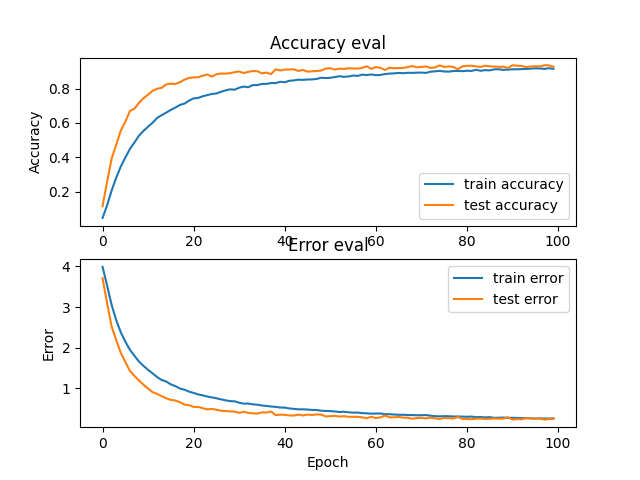 Accuracy eval
Accuracy
0.8
0.6
0.4
0.2
train accuracy
test accuracy
0 20 40 60 80 100
Error eval
Error
4
3
2
1
train error
test error
0 20 40 60 80 100
Epoch